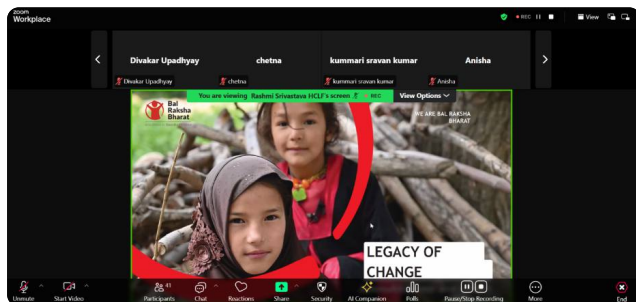 zoom
Workplace
REC
View
Divakar Upadhyay
chetna
kummari sravan kumar
Anisha
Divakar Upadhyay
chetna
kummari sravan kumar
Anisha
You are viewing Rashmi Srivastava HCLF's screen
REC
View Options
Bal
Raksha
Bharat
WE ARE BAL RAKSHA
BHARAT
LEGACY OF
CHANGE
Unmute
Start Video
Participants
41
Chat
Reactions
Share
Security
AI Companion
Polls
Pause/Stop Recording
More
End